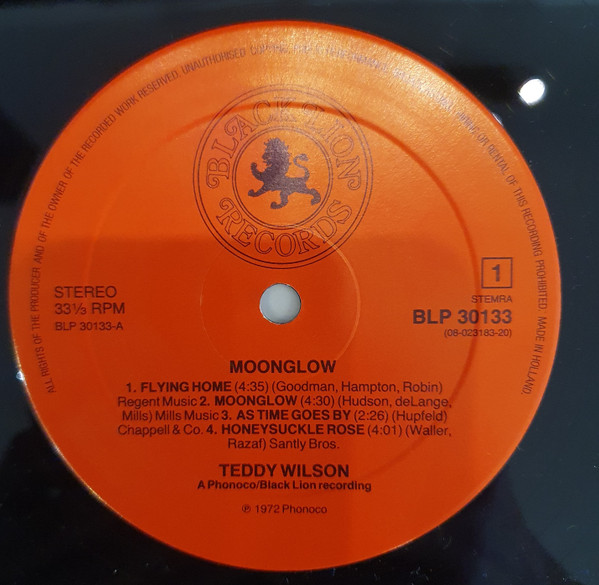 ALL RIGHTS OF THE PRODUCER AND OF THE OWNER OF THE RECORDED WORK RESERVED. UNAUTHORISED OR RENTAL OF THIS RECORDING PROHIBITED. MADE IN HOLLAND.
BLACK LION
RECORDS
STEREO
33⅓ RPM
BLP 30133-A
1
STEMRA
BLP 30133
(08-023183-20)
MOONGLOW
1. FLYING HOME (4:35) (Goodman, Hampton, Robin)
Regent Music 2. MOONGLOW (4:30) (Hudson, deLange,
Mills) Mills Music 3. AS TIME GOES BY (2:26) (Hupfeld)
Chappell & Co. 4. HONEYSUCKLE ROSE (4:01) (Waller,
Razaf) Santly Bros.
TEDDY WILSON
A Phonoco/Black Lion recording
℗ 1972 Phonoco